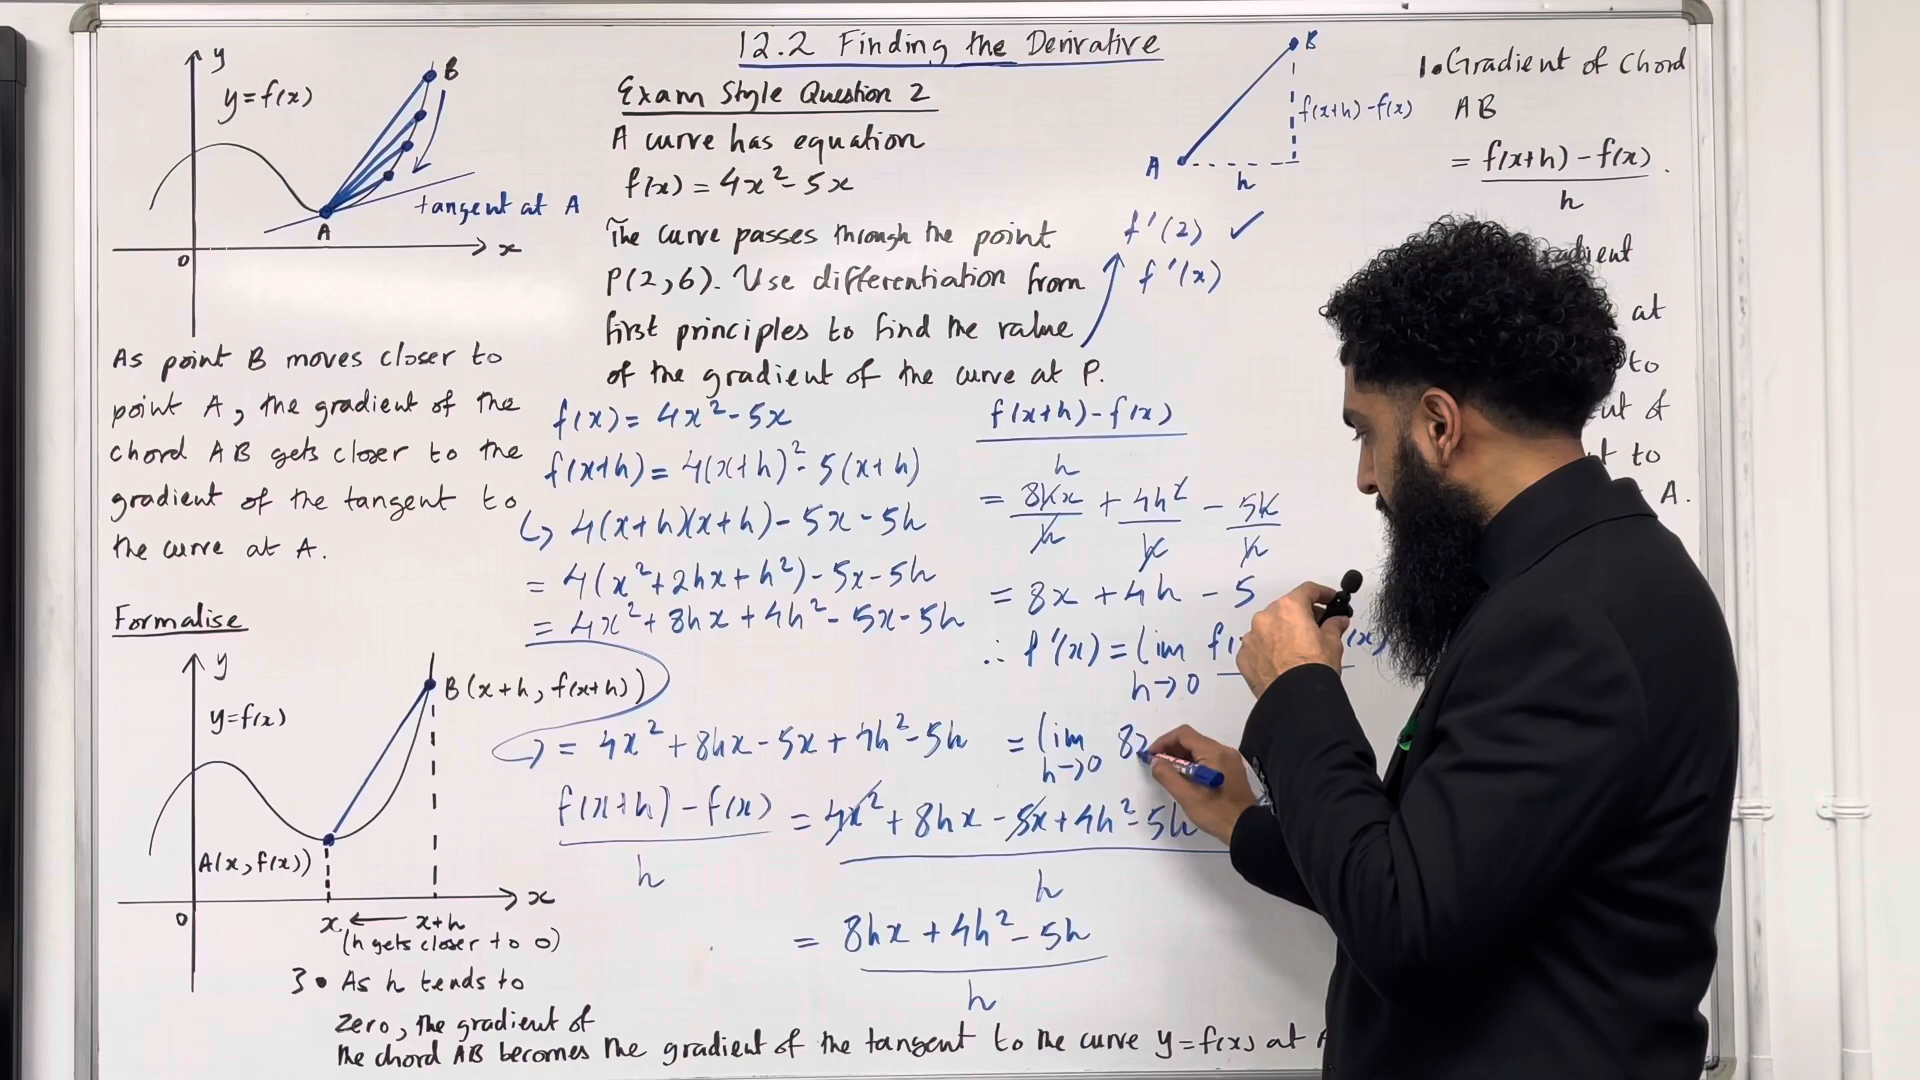 12.2 Finding the Derivative
y
y=f(x)
B
tangent at A
A
0
x
As point B moves closer to
point A, the gradient of the
chord AB gets closer to the
gradient of the tangent to
the curve at A.
Formalise
y
y=f(x)
B(x+h, f(x+h))
A(x, f(x))
0
x
x ← x+h
(h gets closer to 0)
3. As h tends to
zero, the gradient of
the chord AB becomes the gradient of the tangent to the curve y=f(x) at
Exam Style Question 2
A curve has equation
f(x) = 4x²-5x
The curve passes through the point
P(2,6). Use differentiation from
first principles to find the value
of the gradient of the curve at P.
f'(2) ✓
f'(x)
f(x) = 4x²-5x
f(x+h) = 4(x+h)²-5(x+h)
↳ 4(x+h)(x+h)-5x-5h
= 4(x²+2hx+h²)-5x-5h
= 4x²+8hx+4h²-5x-5h
= 4x²+8hx-5x+4h²-5h
f(x+h)-f(x)
h
= 4x²+8hx-5x+4h²-5h
h
= 8hx+4h²-5h
h
f(x+h)-f(x)
h
= 8hx/h + 4h²/h - 5h/h
= 8x+4h-5
∴ f'(x) = lim
h→0
= lim 8x
h→0
B
f(x+h)-f(x)
A
h
1. Gradient of Chord
AB
= f(x+h)-f(x)
h
at
to
of
to
A.